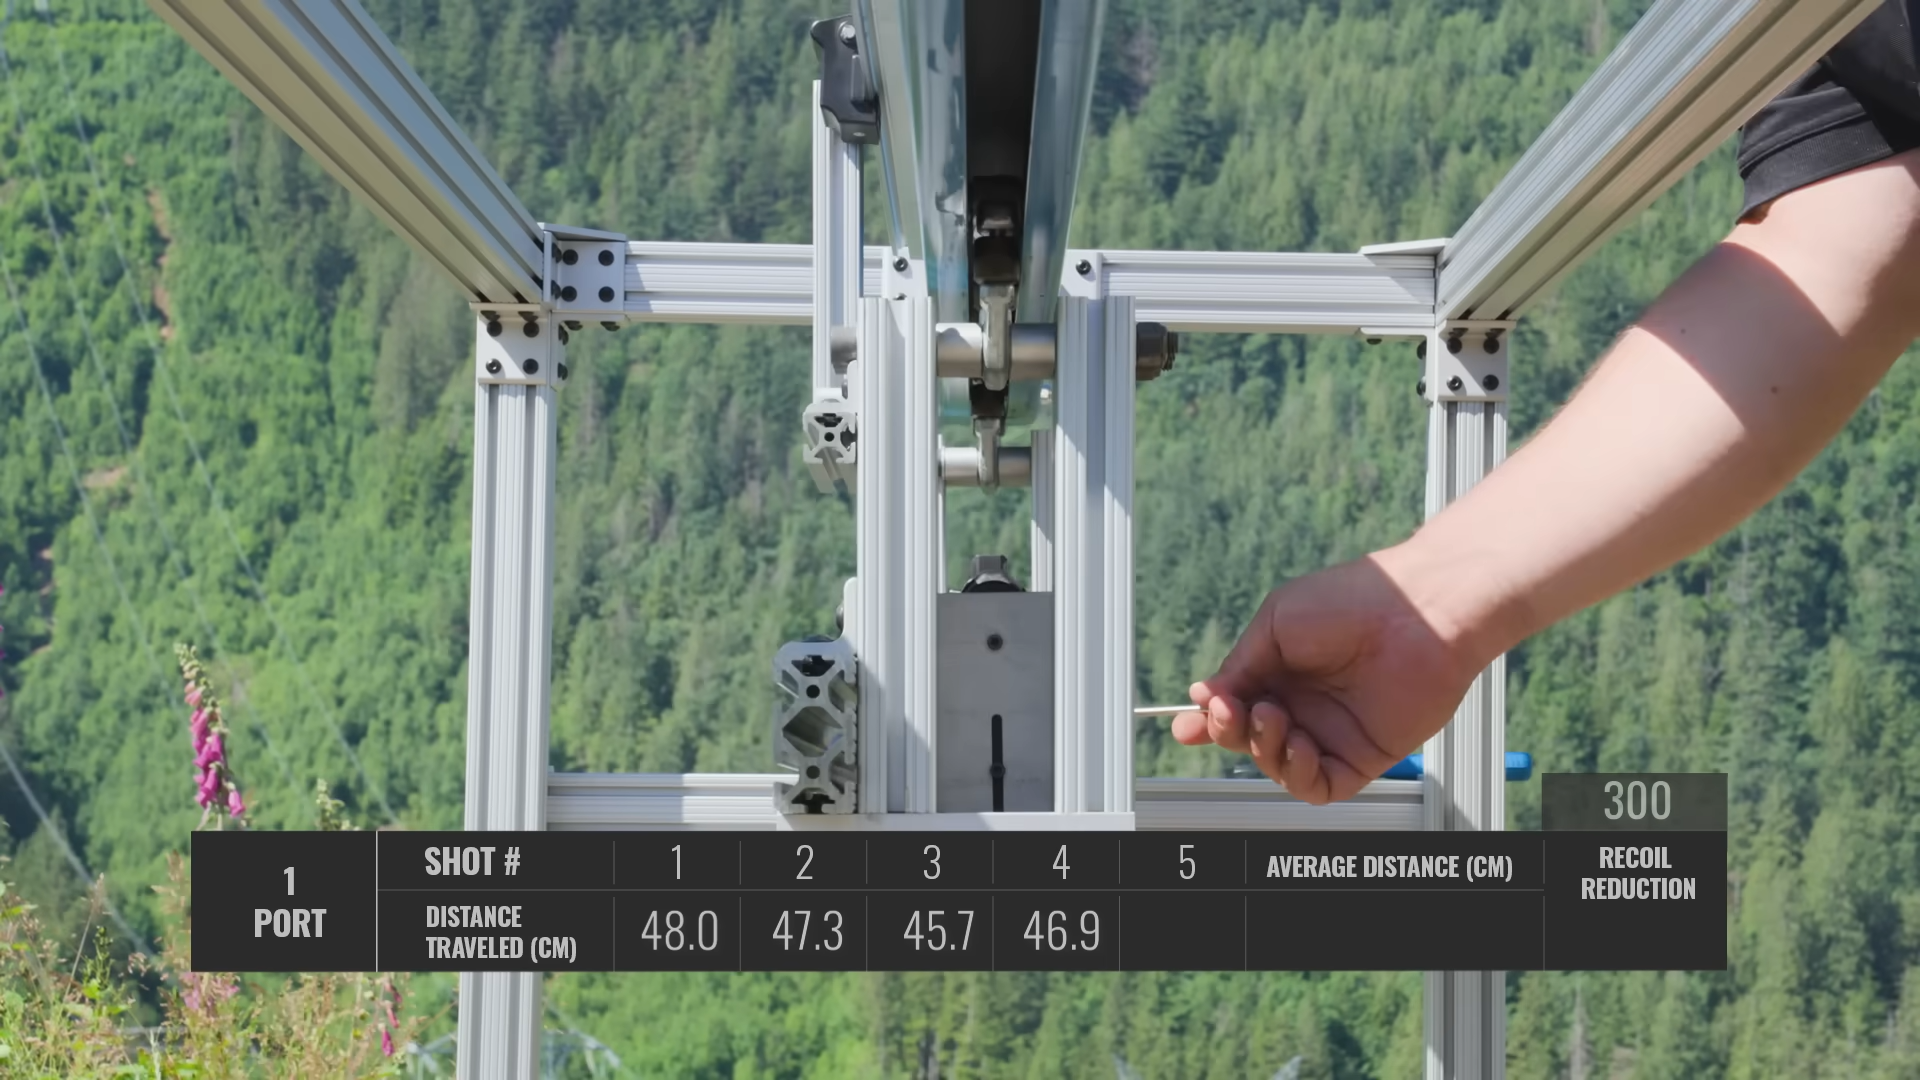 300
1
PORT
SHOT # 1 2 3 4 5 AVERAGE DISTANCE (CM)
RECOIL
REDUCTION
DISTANCE
TRAVELED (CM)
48.0 47.3 45.7 46.9